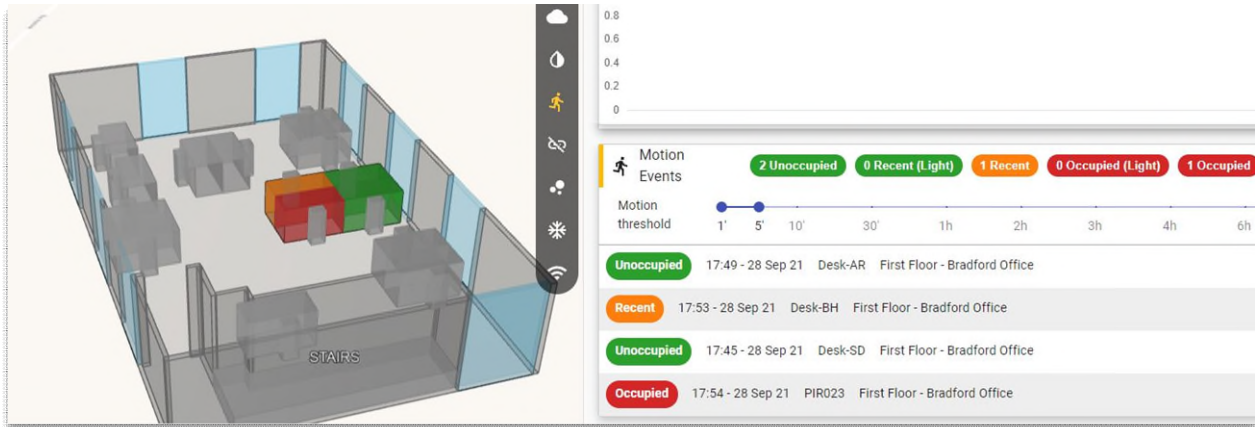 STAIRS
0.8
0.6
0.4
0.2
0
Motion
Events
2 Unoccupied 0 Recent (Light) 1 Recent 0 Occupied (Light) 1 Occupied
Motion
threshold
1' 5' 10' 30' 1h 2h 3h 4h 6h
Unoccupied 17:49 - 28 Sep 21 Desk-AR First Floor - Bradford Office
Recent 17:53 - 28 Sep 21 Desk-BH First Floor - Bradford Office
Unoccupied 17:45 - 28 Sep 21 Desk-SD First Floor - Bradford Office
Occupied 17:54 - 28 Sep 21 PIR023 First Floor - Bradford Office